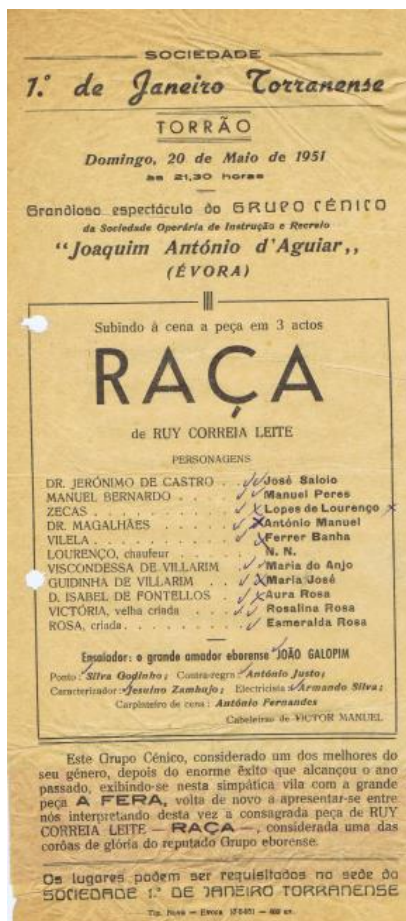 SOCIEDADE
1.º de Janeiro Torranense
TORRÃO
Domingo, 20 de Maio de 1951
às 21,30 horas
Grandioso espectáculo do GRUPO CÉNICO
da Sociedade Operária de Instrução e Recreio
"Joaquim António d'Aguiar,,
(ÉVORA)
Subindo à cena a peça em 3 actos
RAÇA
de RUY CORREIA LEITE
PERSONAGENS
DR. JERÓNIMO DE CASTRO . . José Saloio
MANUEL BERNARDO . . . . Manuel Peres
ZECAS . . . . . . . Lopes de Lourenço
DR. MAGALHÃES . . . . . António Manuel
VILELA . . . . . . . Ferrer Banha
LOURENÇO, chaufeur . . . . N. N.
VISCONDESSA DE VILLARIM . . Maria do Anjo
GUIDINHA DE VILLARIM . . . Maria José
D. ISABEL DE FONTELLOS . . . Aura Rosa
VICTÓRIA, velha criada . . . . Rosalina Rosa
ROSA, criada . . . . . . . Esmeralda Rosa
Ensaiador: o grande amador eborense JOÃO GALOPIM
Ponto: Silva Godinho; Contra-regra: António Justo;
Caracterizador: Jesuino Zambujo; Electricista: Armando Silva;
Carpinteiro de cena: António Fernandes
Cabeleiras de VICTOR MANUEL
Este Grupo Cénico, considerado um dos melhores do
seu género, depois do enorme êxito que alcançou o ano
passado, exibindo-se nesta simpática vila com a grande
peça A FERA, volta de novo a apresentar-se entre
nós interpretando desta vez a consagrada peça de RUY
CORREIA LEITE — RAÇA —, considerada uma das
corôas de glória do reputado Grupo eborense.
Os lugares podem ser requisitados na sede da
SOCIEDADE 1.º DE JANEIRO TORRANENSE
Tip. Nova — Évora